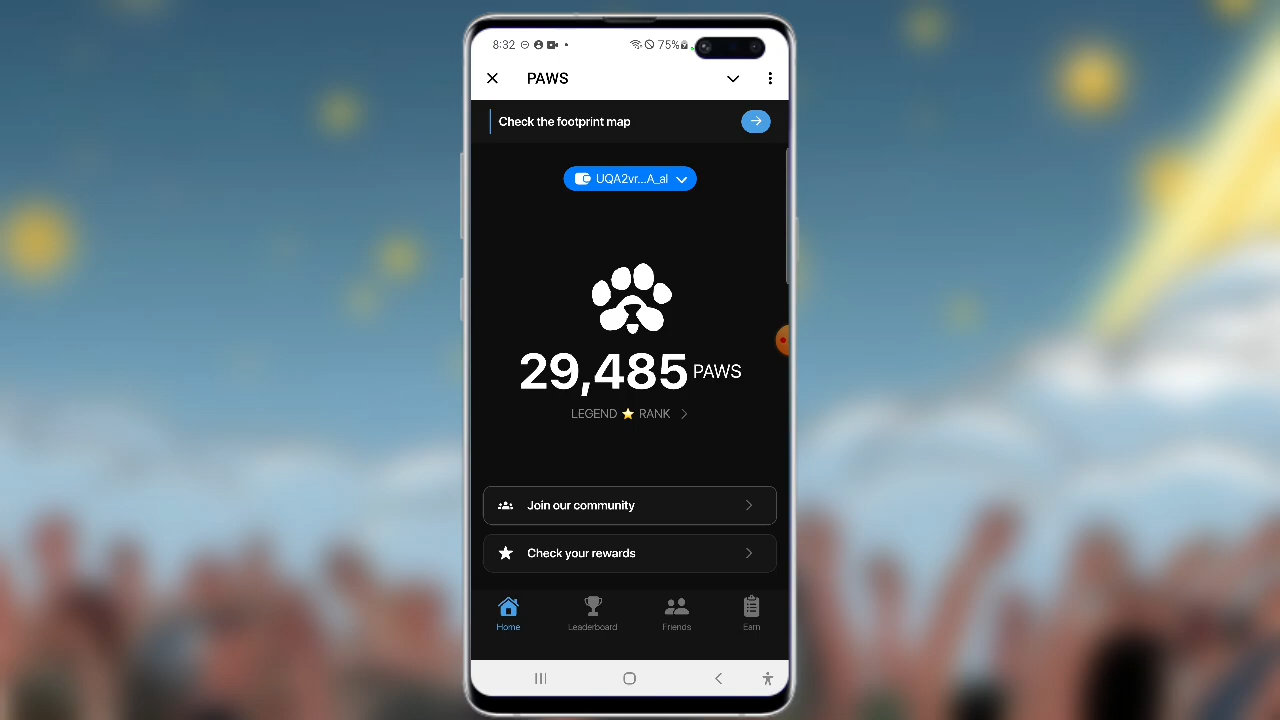 8:32 75%
PAWS
Check the footprint map
UQA2vr...A_al
29,485 PAWS
LEGEND ⭐ RANK
Join our community
Check your rewards
Home Leaderboard Friends Earn